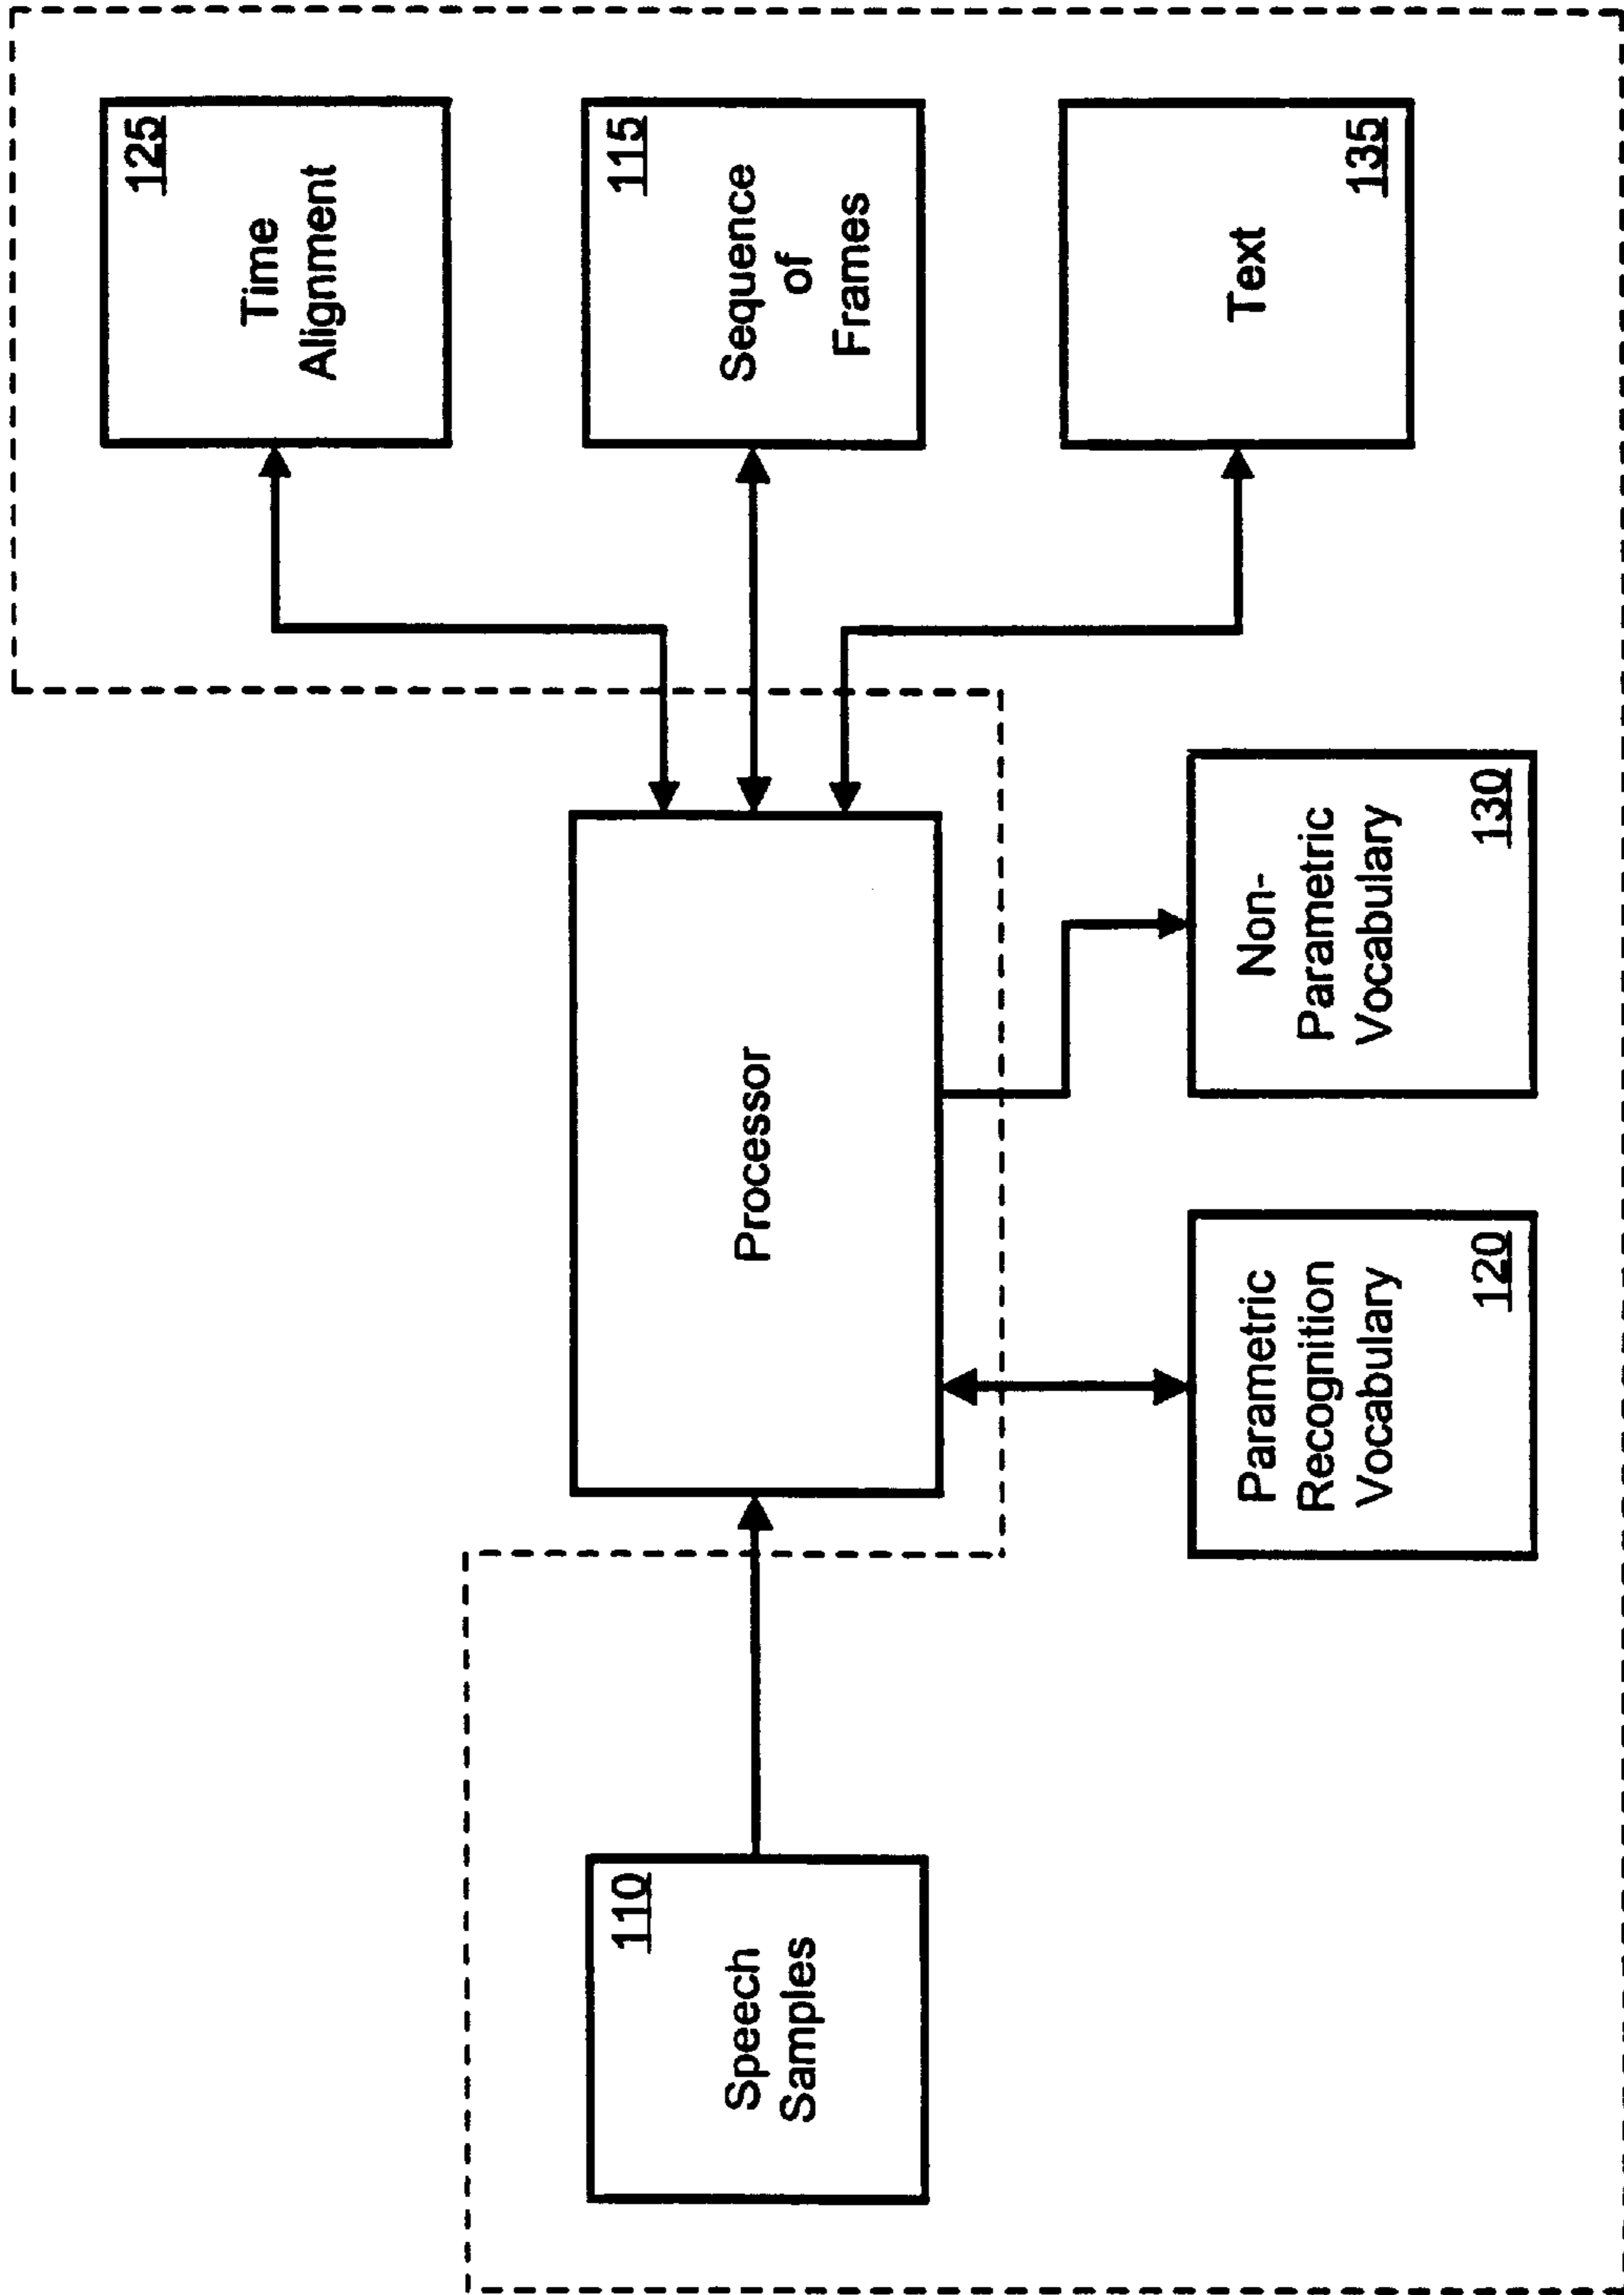 110
Speech
Samples
Processor
125
Time
Alignment
115
Sequence
of
Frames
Text
135
Parametric
Recognition
Vocabulary
120
Non-
Parametric
Vocabulary
130